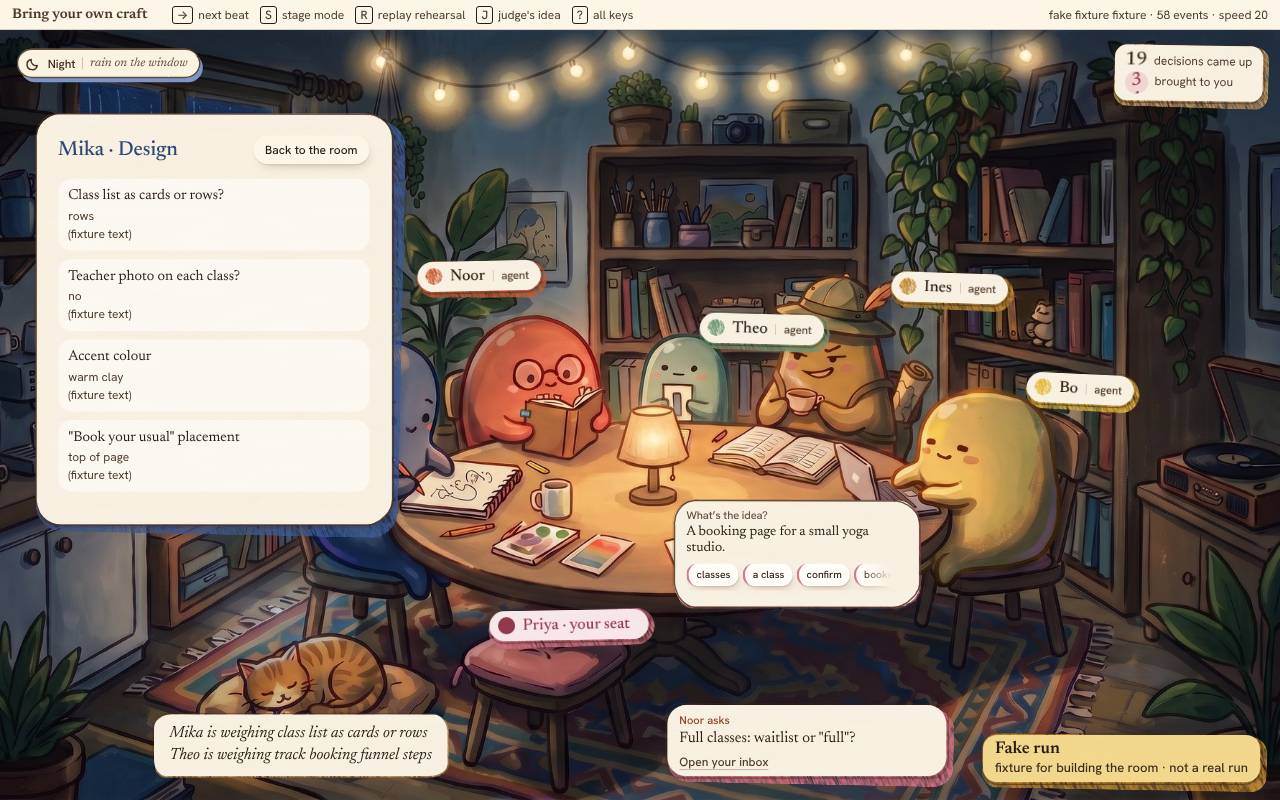 Bring your own craft
→ next beat
S stage mode
R replay rehearsal
J judge's idea
? all keys
fake fixture fixture · 58 events · speed 20
Night | rain on the window
19 decisions came up
3 brought to you
Mika · Design
Back to the room
Class list as cards or rows?
rows
(fixture text)
Teacher photo on each class?
no
(fixture text)
Accent colour
warm clay
(fixture text)
"Book your usual" placement
top of page
(fixture text)
Noor | agent
Theo | agent
Ines | agent
Bo | agent
What's the idea?
A booking page for a small yoga
studio.
classes
a class
confirm
book
Priya · your seat
Mika is weighing class list as cards or rows
Theo is weighing track booking funnel steps
Noor asks
Full classes: waitlist or "full"?
Open your inbox
Fake run
fixture for building the room · not a real run